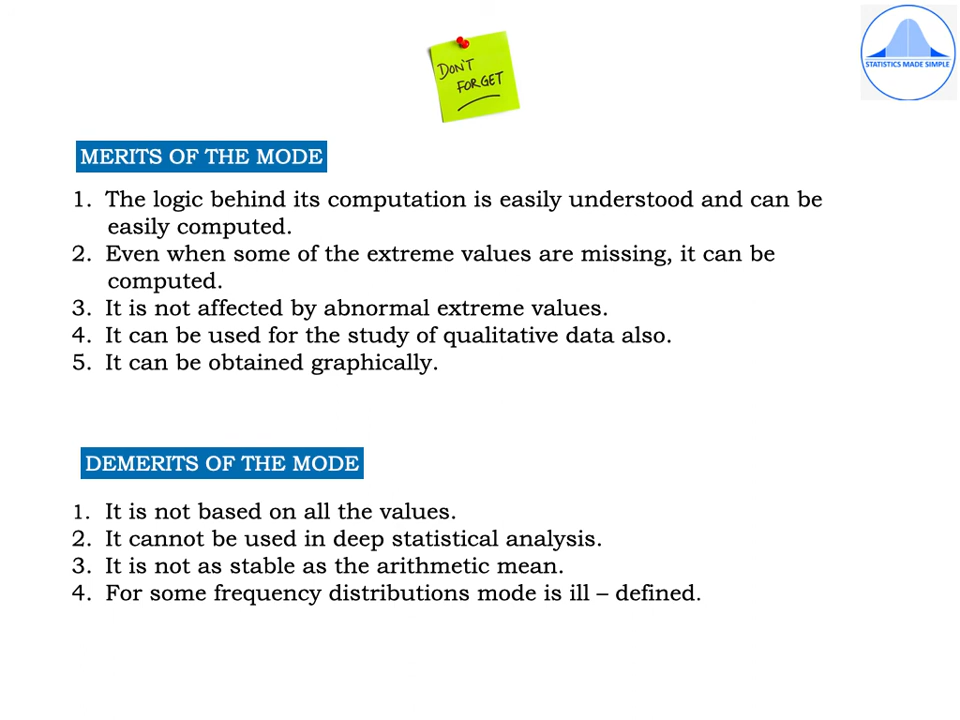 DON'T
FORGET
STATISTICS MADE SIMPLE
MERITS OF THE MODE
1. The logic behind its computation is easily understood and can be
easily computed.
2. Even when some of the extreme values are missing, it can be
computed.
3. It is not affected by abnormal extreme values.
4. It can be used for the study of qualitative data also.
5. It can be obtained graphically.
DEMERITS OF THE MODE
1. It is not based on all the values.
2. It cannot be used in deep statistical analysis.
3. It is not as stable as the arithmetic mean.
4. For some frequency distributions mode is ill – defined.